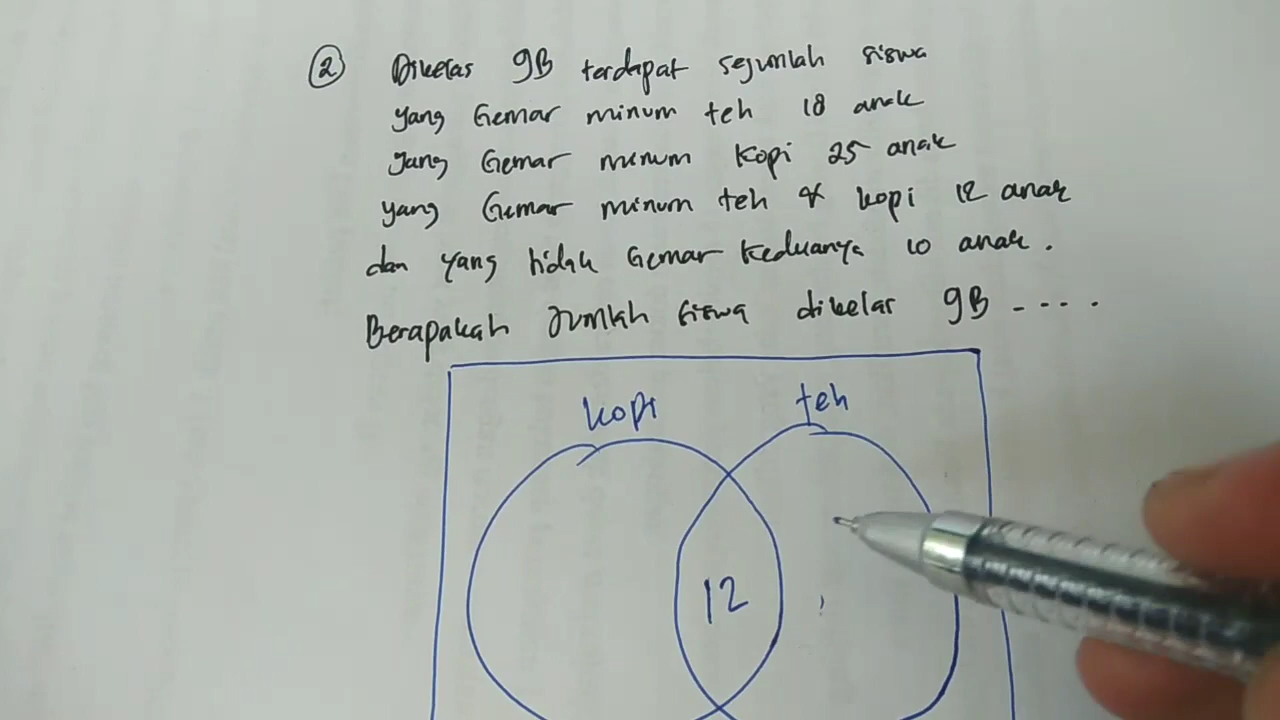 ② Dikelas 9B terdapat sejumlah siswa
yang Gemar minum teh 18 anak
yang Gemar minum kopi 25 anak
yang Gemar minum teh & kopi 12 anak
dan yang tidak Gemar keduanya 10 anak.
Berapakah Jumlah siswa dikelas 9B ....
kopi teh
12